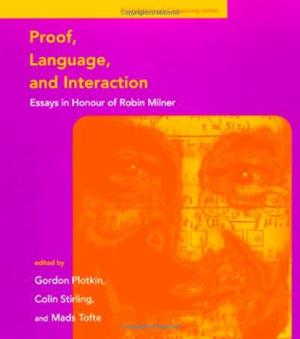 Proof,
Language,
and Interaction
Essays in Honour of Robin Milner
edited by
Gordon Plotkin,
Colin Stirling,
and Mads Tofte